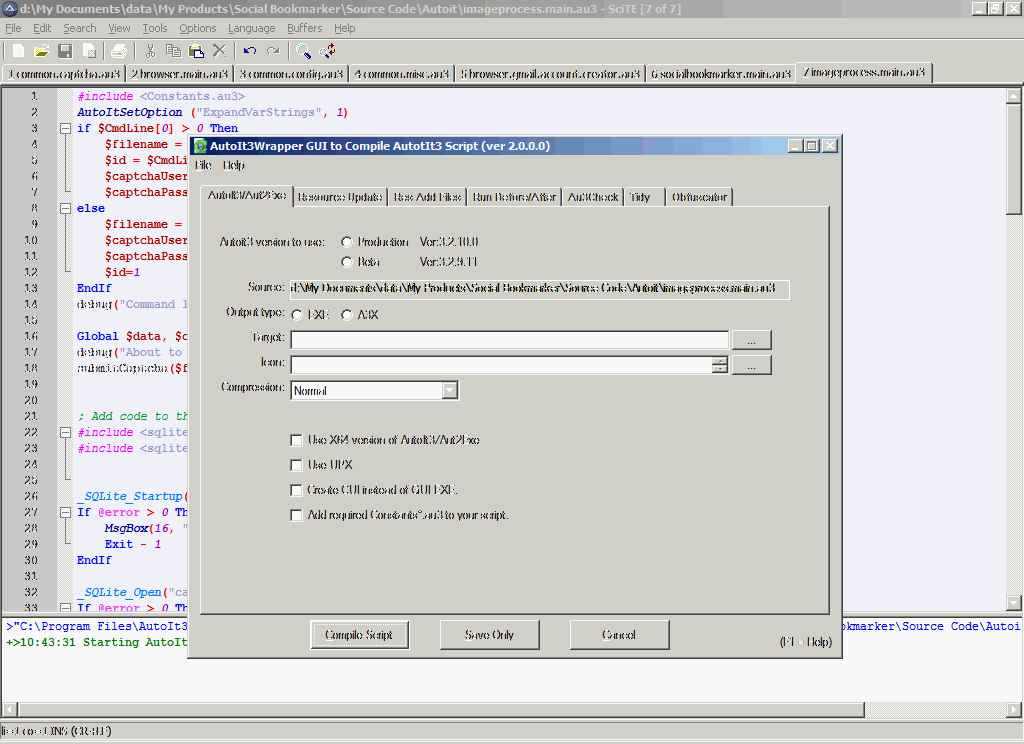 d:\My Documents\data\My Products\Social Bookmarker\Source Code\Autoit\imageprocess.main.au3 - SciTE [7 of 7]
File Edit Search View Tools Options Language Buffers Help
1 common.captcha.au3 2 browser.main.au3 3 common.config.au3 4 common.misc.au3 5 browser.gmail.account.creator.au3 6 socialbookmarker.main.au3 7 imageprocess.main.au3
1 #include <Constants.au3>
2 AutoItSetOption ("ExpandVarStrings", 1)
3 if $CmdLine[0] > 0 Then
4 $filename =
5 $id = $CmdLi
6 $captchaUser
7 $captchaPass
8 else
9 $filename =
10 $captchaUser
11 $captchaPass
12 $id=1
13 EndIf
14 debug("Command l
15
16 Global $data, $c
17 debug("About to
18 submitCaptcha($f
19
20
21 ; Add code to th
22 #include <sqlite
23 #include <sqlite
24
25
26 _SQLite_Startup(
27 If @error > 0 Th
28 MsgBox(16, "
29 Exit - 1
30 EndIf
31
32 _SQLite_Open("ca
33 If @error > 0 Th
AutoIt3Wrapper GUI to Compile AutotIt3 Script (ver 2.0.0.0)
File Help
AutoIt3/Aut2Exe Resource Update Res Add Files Run Before/After Au3Check Tidy Obfuscator
Autoit3 version to use: Production Ver:3.2.10.0
Beta Ver:3.2.9.11
Source: d:\My Documents\data\My Products\Social Bookmarker\Source Code\Autoit\imageprocess.main.au3
Output type: EXE A3X
Target: ...
Icon: ...
Compression: Normal
Use X64 version of AutoIt3/Aut2Exe
Use UPX
Create CUI instead of GUI EXE.
Add required Constants*.au3 to your script.
Compile Script Save Only Cancel
(F1 = Help)
>"C:\Program Files\AutoIt3 okmarker\Source Code\Autoi
+>10:43:31 Starting AutoIt
INS (CR+LF)